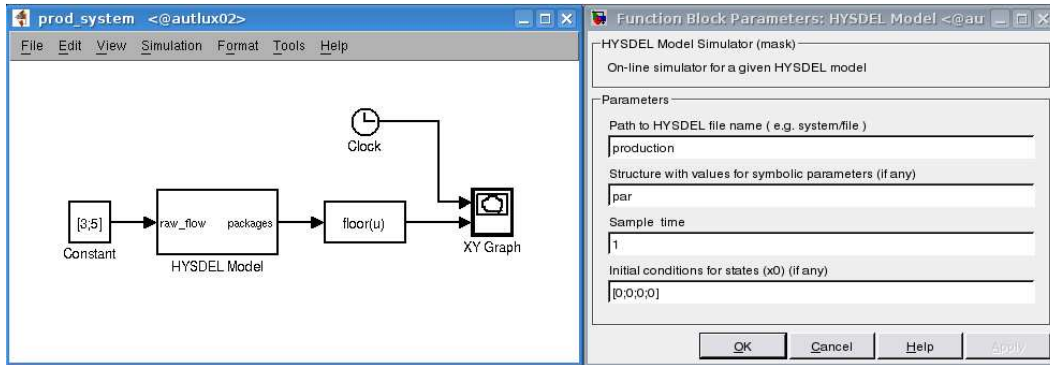 prod_system <@autlux02>
File Edit View Simulation Format Tools Help
Clock
[3;5]
Constant
raw_flow packages
HYSDEL Model
floor(u)
XY Graph
Function Block Parameters: HYSDEL Model <@au
HYSDEL Model Simulator (mask)
On-line simulator for a given HYSDEL model
Parameters
Path to HYSDEL file name ( e.g. system/file )
production
Structure with values for symbolic parameters (if any)
par
Sample time
1
Initial conditions for states (x0) (if any)
[0;0;0;0]
OK Cancel Help Apply